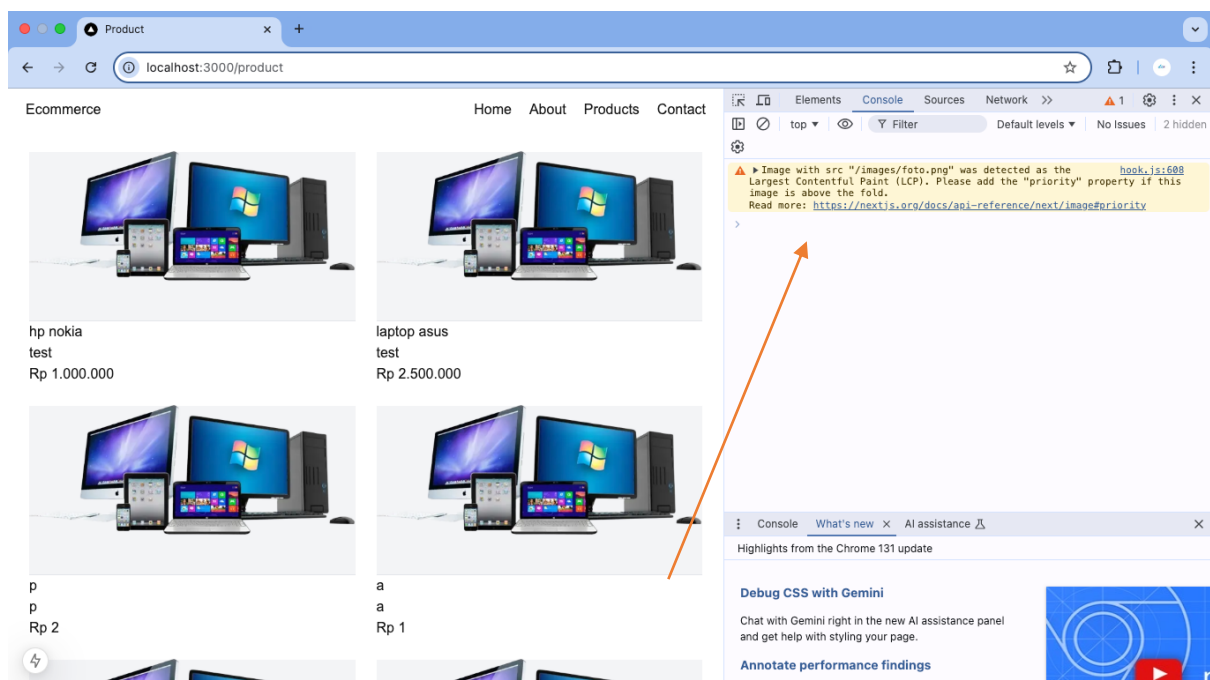 Product
localhost:3000/product
Ecommerce
Home About Products Contact
hp nokia
test
Rp 1.000.000
laptop asus
test
Rp 2.500.000
p
p
Rp 2
a
a
Rp 1
Elements Console Sources Network 1
top Filter Default levels No Issues 2 hidden
Image with src "/images/foto.png" was detected as the hook.js:608
Largest Contentful Paint (LCP). Please add the "priority" property if this
image is above the fold.
Read more: https://nextjs.org/docs/api-reference/next/image#priority
Console What's new AI assistance
Highlights from the Chrome 131 update
Debug CSS with Gemini
Chat with Gemini right in the new AI assistance panel
and get help with styling your page.
Annotate performance findings